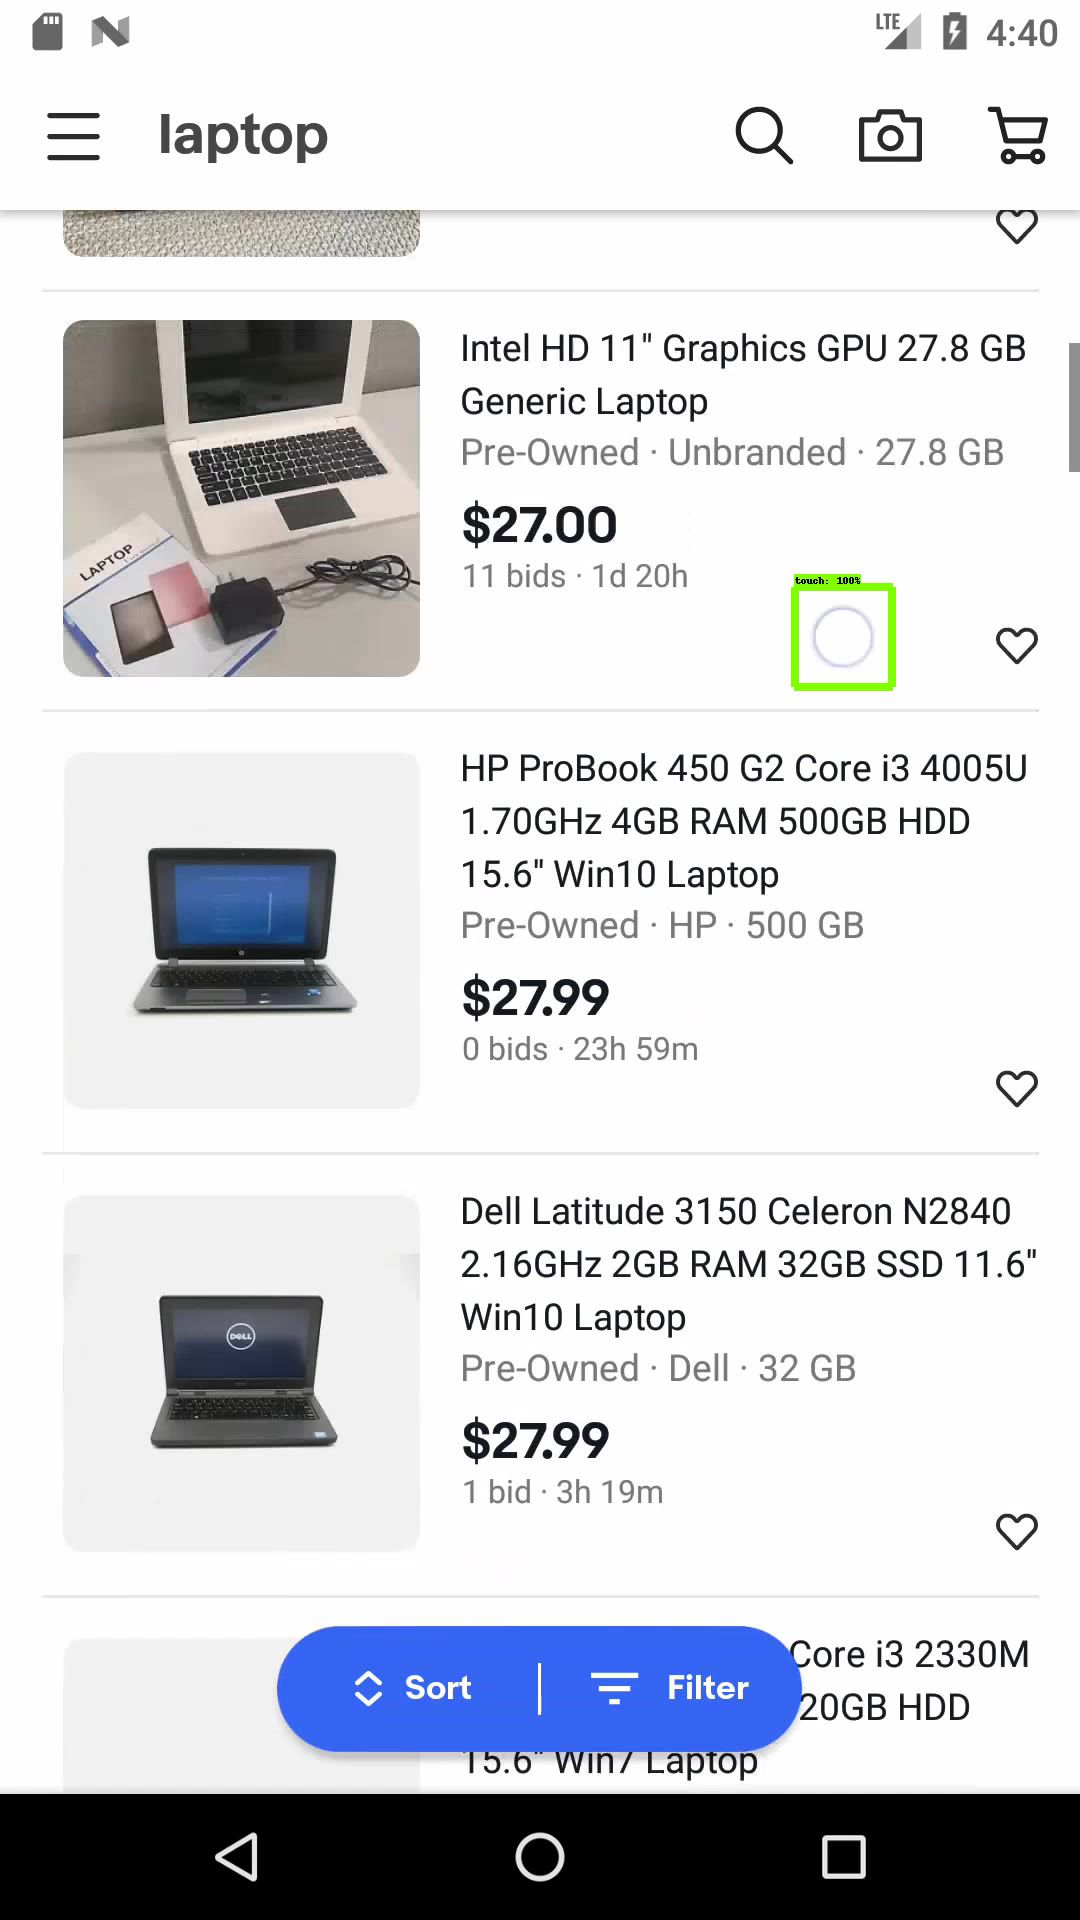 LTE 4:40
laptop
Intel HD 11" Graphics GPU 27.8 GB
Generic Laptop
Pre-Owned · Unbranded · 27.8 GB
$27.00
11 bids · 1d 20h
touch: 100%
LAPTOP
HP ProBook 450 G2 Core i3 4005U
1.70GHz 4GB RAM 500GB HDD
15.6" Win10 Laptop
Pre-Owned · HP · 500 GB
$27.99
0 bids · 23h 59m
Dell Latitude 3150 Celeron N2840
2.16GHz 2GB RAM 32GB SSD 11.6"
Win10 Laptop
DELL
Pre-Owned · Dell · 32 GB
$27.99
1 bid · 3h 19m
Core i3 2330M
20GB HDD
15.6" Win7 Laptop
Sort
Filter